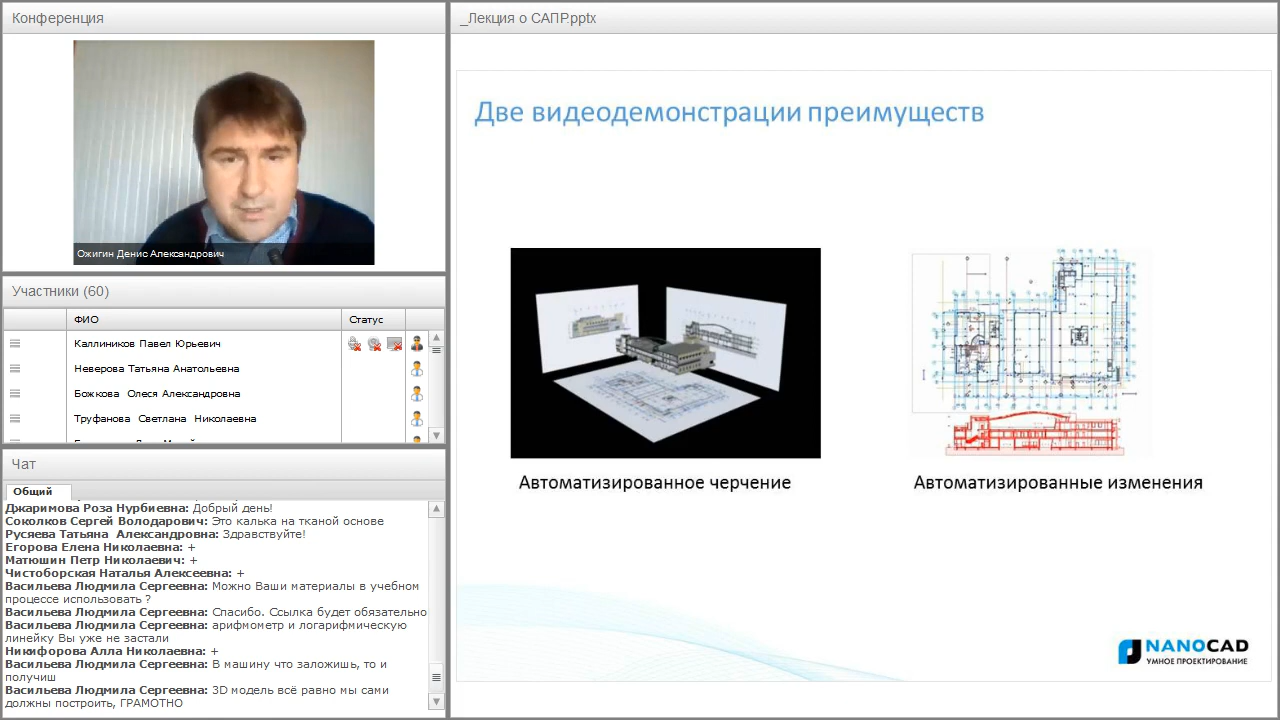 Конференция
Ожигин Денис Александрович
Участники (60)
ФИО
Статус
Каллиников Павел Юрьевич
Неверова Татьяна Анатольевна
Божкова Олеся Александровна
Труфанова Светлана Николаевна
Чат
Общий
Джаримова Роза Нурбиевна: Добрый день!
Соколков Сергей Володарович: Это калька на тканой основе
Русяева Татьяна Александровна: Здравствуйте!
Егорова Елена Николаевна: +
Матюшин Петр Николаевич: +
Чистоборская Наталья Алексеевна: +
Васильева Людмила Сергеевна: Можно Ваши материалы в учебном
процессе использовать ?
Васильева Людмила Сергеевна: Спасибо. Ссылка будет обязательно
Васильева Людмила Сергеевна: арифмометр и логарифмическую
линейку Вы уже не застали
Никифорова Алла Николаевна: +
Васильева Людмила Сергеевна: В машину что заложишь, то и
получиш
Васильева Людмила Сергеевна: 3D модель всё равно мы сами
должны построить, ГРАМОТНО
_Лекция о САПР.pptx
Две видеодемонстрации преимуществ
Автоматизированное черчение
Автоматизированные изменения
NANOCAD
УМНОЕ ПРОЕКТИРОВАНИЕ